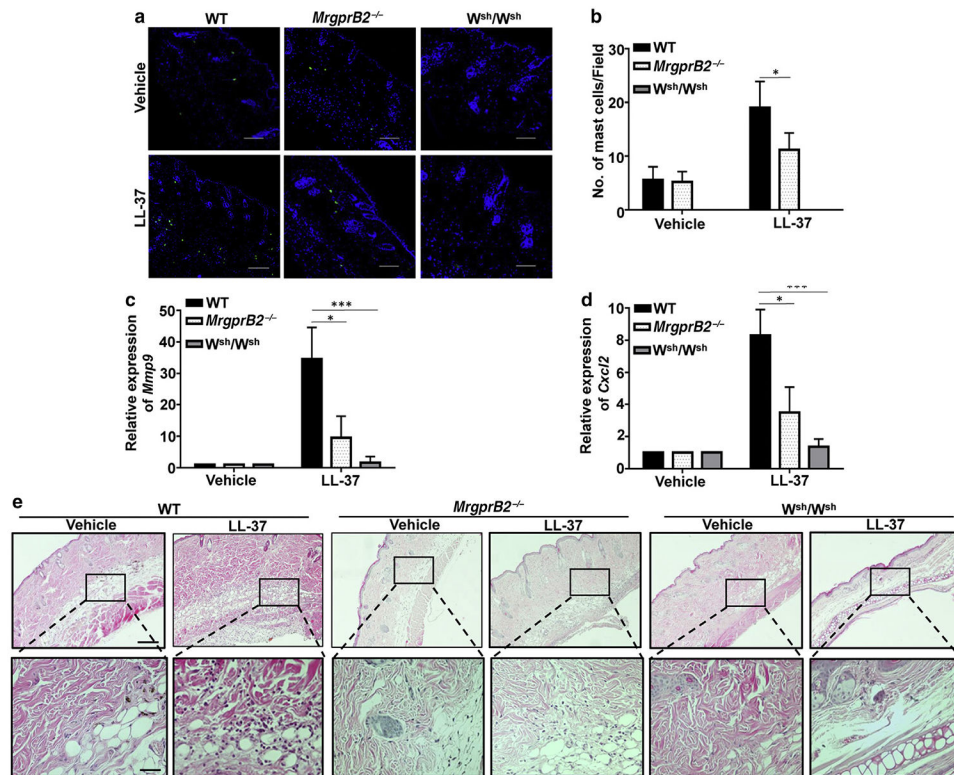 a
WT
MrgprB2⁻/⁻
Wˢʰ/Wˢʰ
Vehicle
LL-37
b
No. of mast cells/Field
40
30
20
10
0
WT
MrgprB2⁻/⁻
Wˢʰ/Wˢʰ
*
Vehicle
LL-37
c
Relative expression
of Mmp9
50
40
30
20
10
0
WT
MrgprB2⁻/⁻
Wˢʰ/Wˢʰ
***
*
Vehicle
LL-37
d
Relative expression
of Cxcl2
10
8
6
4
2
0
WT
MrgprB2⁻/⁻
Wˢʰ/Wˢʰ
*
Vehicle
LL-37
e
WT
MrgprB2⁻/⁻
Wˢʰ/Wˢʰ
Vehicle
LL-37
Vehicle
LL-37
Vehicle
LL-37